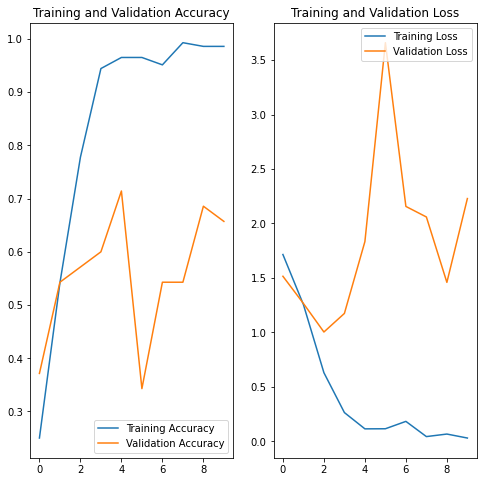 Training and Validation Accuracy
1.0
0.9
0.8
0.7
0.6
0.5
0.4
0.3
0 2 4 6 8
Training Accuracy
Validation Accuracy
Training and Validation Loss
3.5
3.0
2.5
2.0
1.5
1.0
0.5
0.0
0 2 4 6 8
Training Loss
Validation Loss